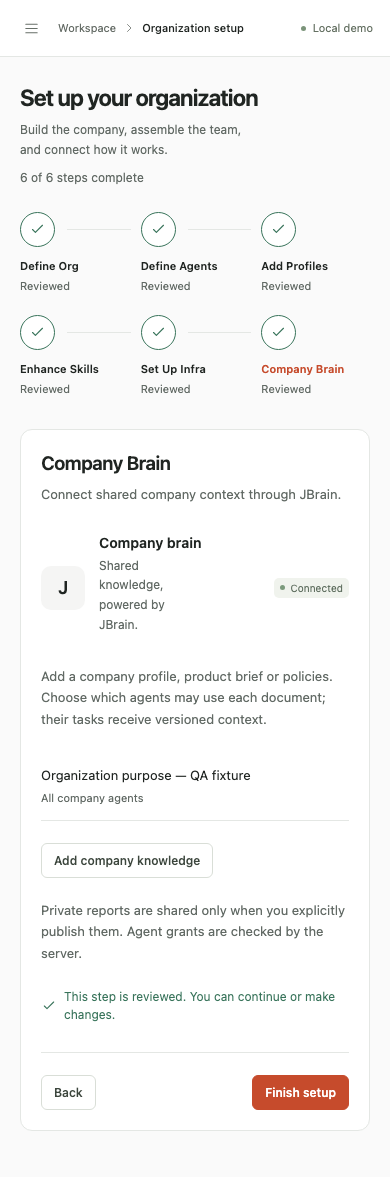 Workspace > Organization setup
Local demo
Set up your organization
Build the company, assemble the team,
and connect how it works.
6 of 6 steps complete
Define Org
Define Agents
Add Profiles
Reviewed
Reviewed
Reviewed
Enhance Skills
Set Up Infra
Company Brain
Reviewed
Reviewed
Reviewed
Company Brain
Connect shared company context through JBrain.
J
Company brain
Shared
knowledge,
powered by
JBrain.
Connected
Add a company profile, product brief or policies.
Choose which agents may use each document;
their tasks receive versioned context.
Organization purpose — QA fixture
All company agents
Add company knowledge
Private reports are shared only when you explicitly
publish them. Agent grants are checked by the
server.
This step is reviewed. You can continue or make
changes.
Back
Finish setup